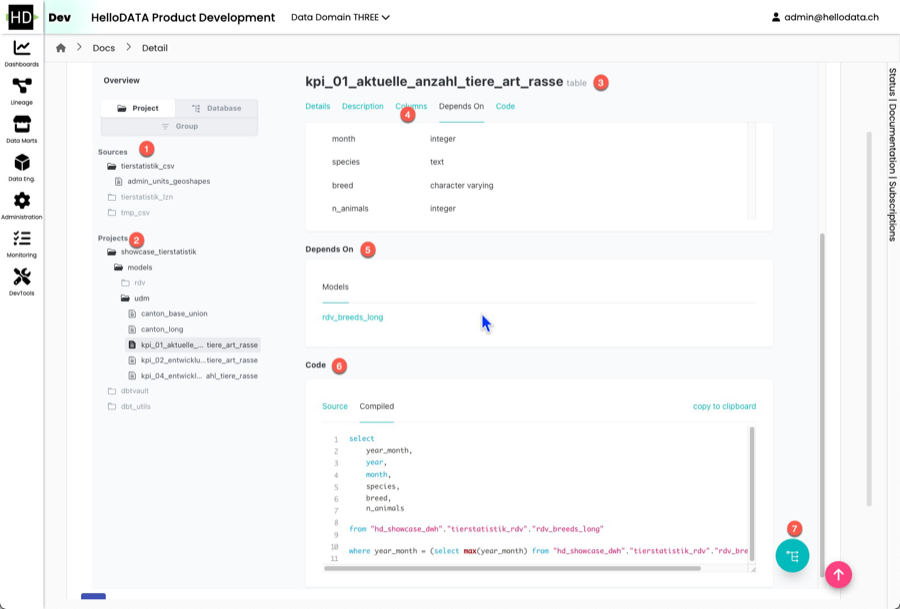 HD Dev HelloDATA Product Development Data Domain THREE admin@hellodata.ch
Docs Detail
Dashboards
Lineage
Data Marts
Data Eng.
Administration
Monitoring
DevTools
Overview
Project Database
Group
Sources 1
tierstatistik_csv
admin_units_geoshapes
tierstatistik_lzn
tmp_csv
Projects 2
showcase_tierstatistik
models
rdv
udm
canton_base_union
canton_long
kpi_01_aktuelle_... tiere_art_rasse
kpi_02_entwicklu...tiere_art_rasse
kpi_04_entwickl... ahl_tiere_rasse
dbtvault
dbt_utils
kpi_01_aktuelle_anzahl_tiere_art_rasse table 3
Details Description Columns Depends On Code
4
month integer
species text
breed character varying
n_animals integer
Depends On 5
Models
rdv_breeds_long
Code 6
Source Compiled copy to clipboard
1 select
2 year_month,
3 year,
4 month,
5 species,
6 breed,
7 n_animals
8
9 from "hd_showcase_dwh"."tierstatistik_rdv"."rdv_breeds_long"
10
11 where year_month = (select max(year_month) from "hd_showcase_dwh"."tierstatistik_rdv"."rdv_bre
7
Status | Documentation | Subscriptions